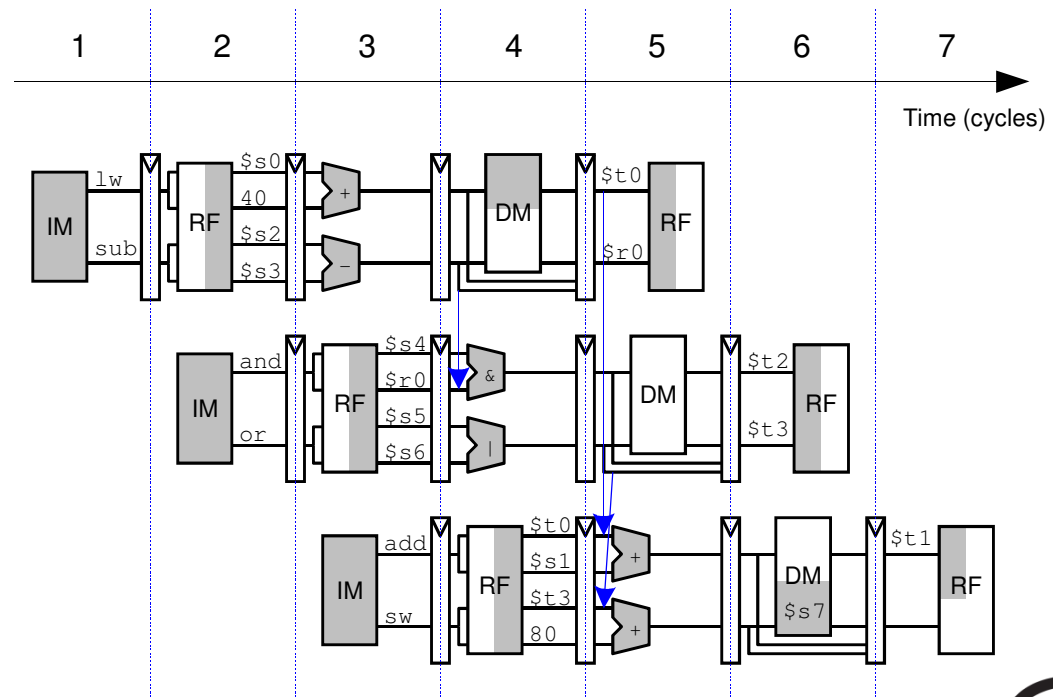 1 2 3 4 5 6 7
Time (cycles)
IM
lw
sub
RF
$s0
40
$s2
$s3
+
-
DM
$t0
$r0
RF
IM
and
or
RF
$s4
$r0
$s5
$s6
&
|
DM
$t2
$t3
RF
IM
add
sw
RF
$t0
$s1
$t3
80
+
+
DM
$s7
$t1
RF